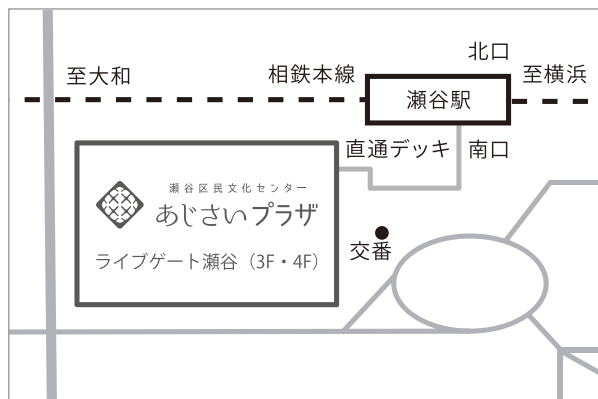 北口
至大和
相鉄本線
至横浜
瀬谷駅
直通デッキ
南口
瀬谷区民文化センター
あじさいプラザ
ライブゲート瀬谷（3F・4F）
交番